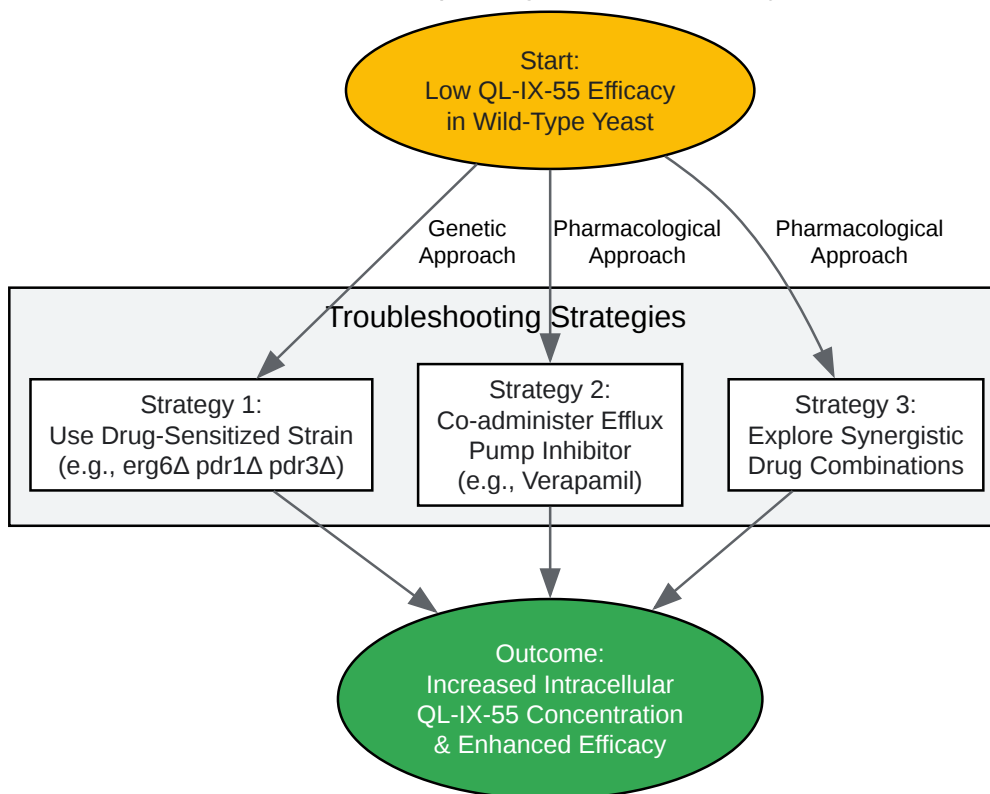 Start:
Low QL-IX-55 Efficacy
in Wild-Type Yeast
Genetic
Approach
Pharmacological
Approach
Pharmacological
Approach
Troubleshooting Strategies
Strategy 1:
Use Drug-Sensitized Strain
(e.g., erg6Δ pdr1Δ pdr3Δ)
Strategy 2:
Co-administer Efflux
Pump Inhibitor
(e.g., Verapamil)
Strategy 3:
Explore Synergistic
Drug Combinations
Outcome:
Increased Intracellular
QL-IX-55 Concentration
& Enhanced Efficacy